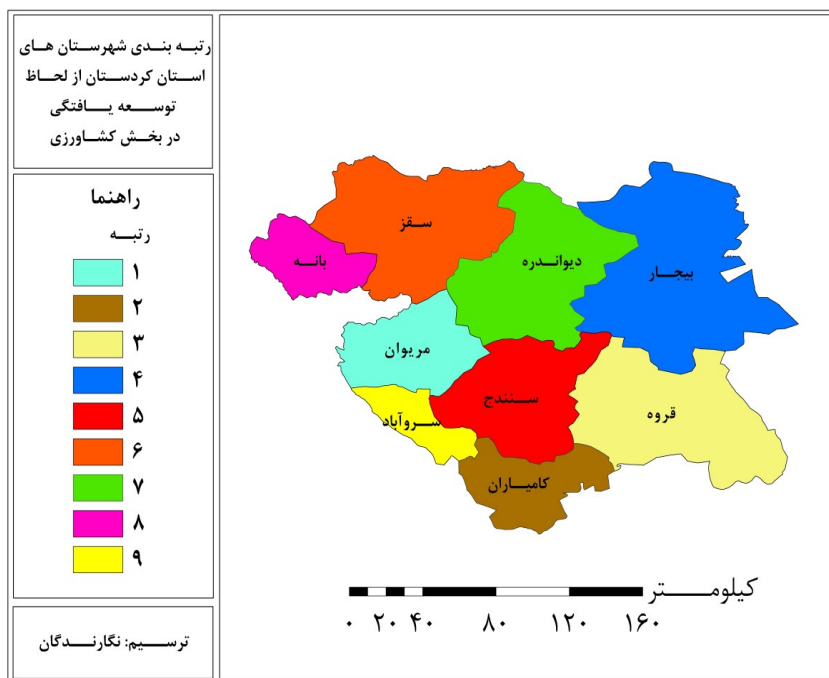 رتبه بندی شهرستان های
استان کردستان از لحاظ
توسعه یافتگی
در بخش کشاورزی
راهنما
رتبه
۱
۲
۳
۴
۵
۶
۷
۸
۹
ترسیم: نگارندگان
سقز
بانه
دیواندره
بیجار
مریوان
سنندج
سروآباد
قروه
کامیاران
کیلومتر
۰ ۲۰ ۴۰ ۸۰ ۱۲۰ ۱۶۰